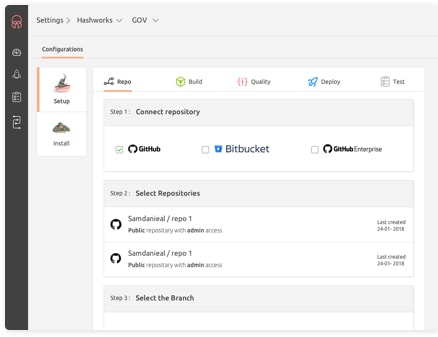 Settings > Hashworks GOV
Configurations
Setup
Install
Repo Build Quality Deploy Test
Step 1 : Connect repository
GitHub Bitbucket GitHub Enterprise
Step 2 : Select Repositories
Samdanieal / repo 1
Public repositary with admin access
Last created
24-01- 2018
Samdanieal / repo 1
Public repositary with admin access
Last created
24-01- 2018
Step 3 : Select the Branch